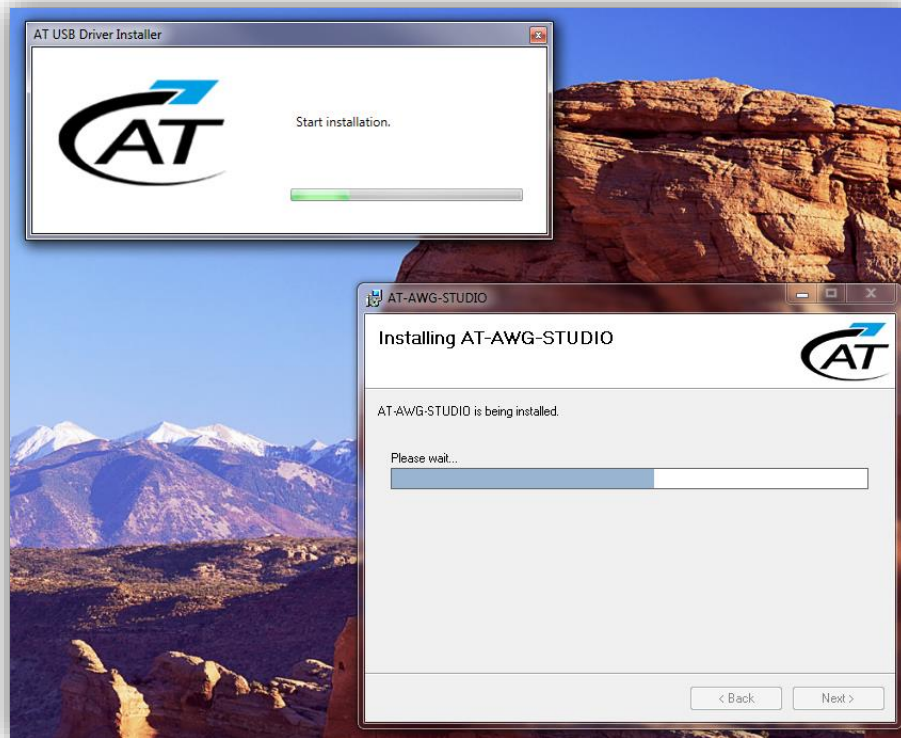 AT USB Driver Installer
AT
Start installation.
AT-AWG-STUDIO
Installing AT-AWG-STUDIO
AT
AT-AWG-STUDIO is being installed.
Please wait...
< Back
Next >